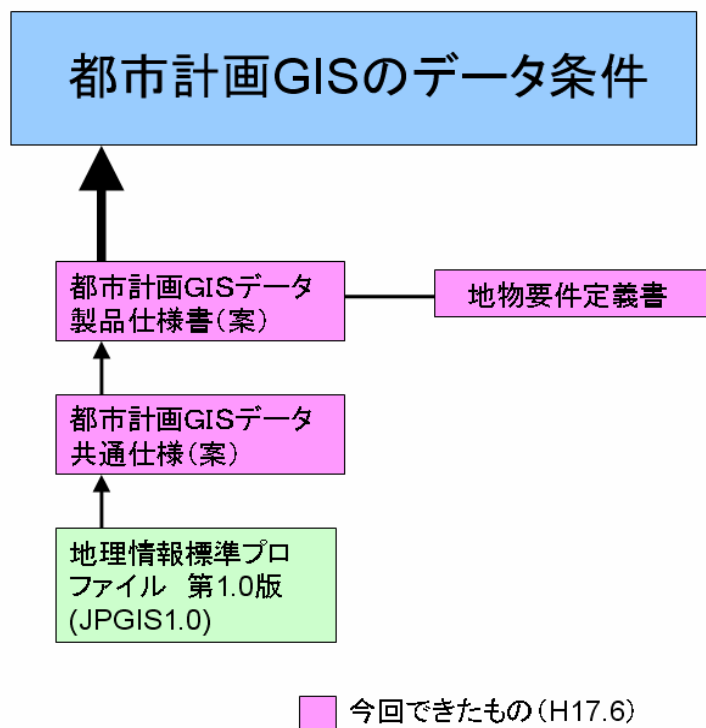 都市計画GISのデータ条件
都市計画GISデータ
製品仕様書(案)
地物要件定義書
都市計画GISデータ
共通仕様(案)
地理情報標準プロ
ファイル 第1.0版
(JPGIS1.0)
今回できたもの(H17.6)